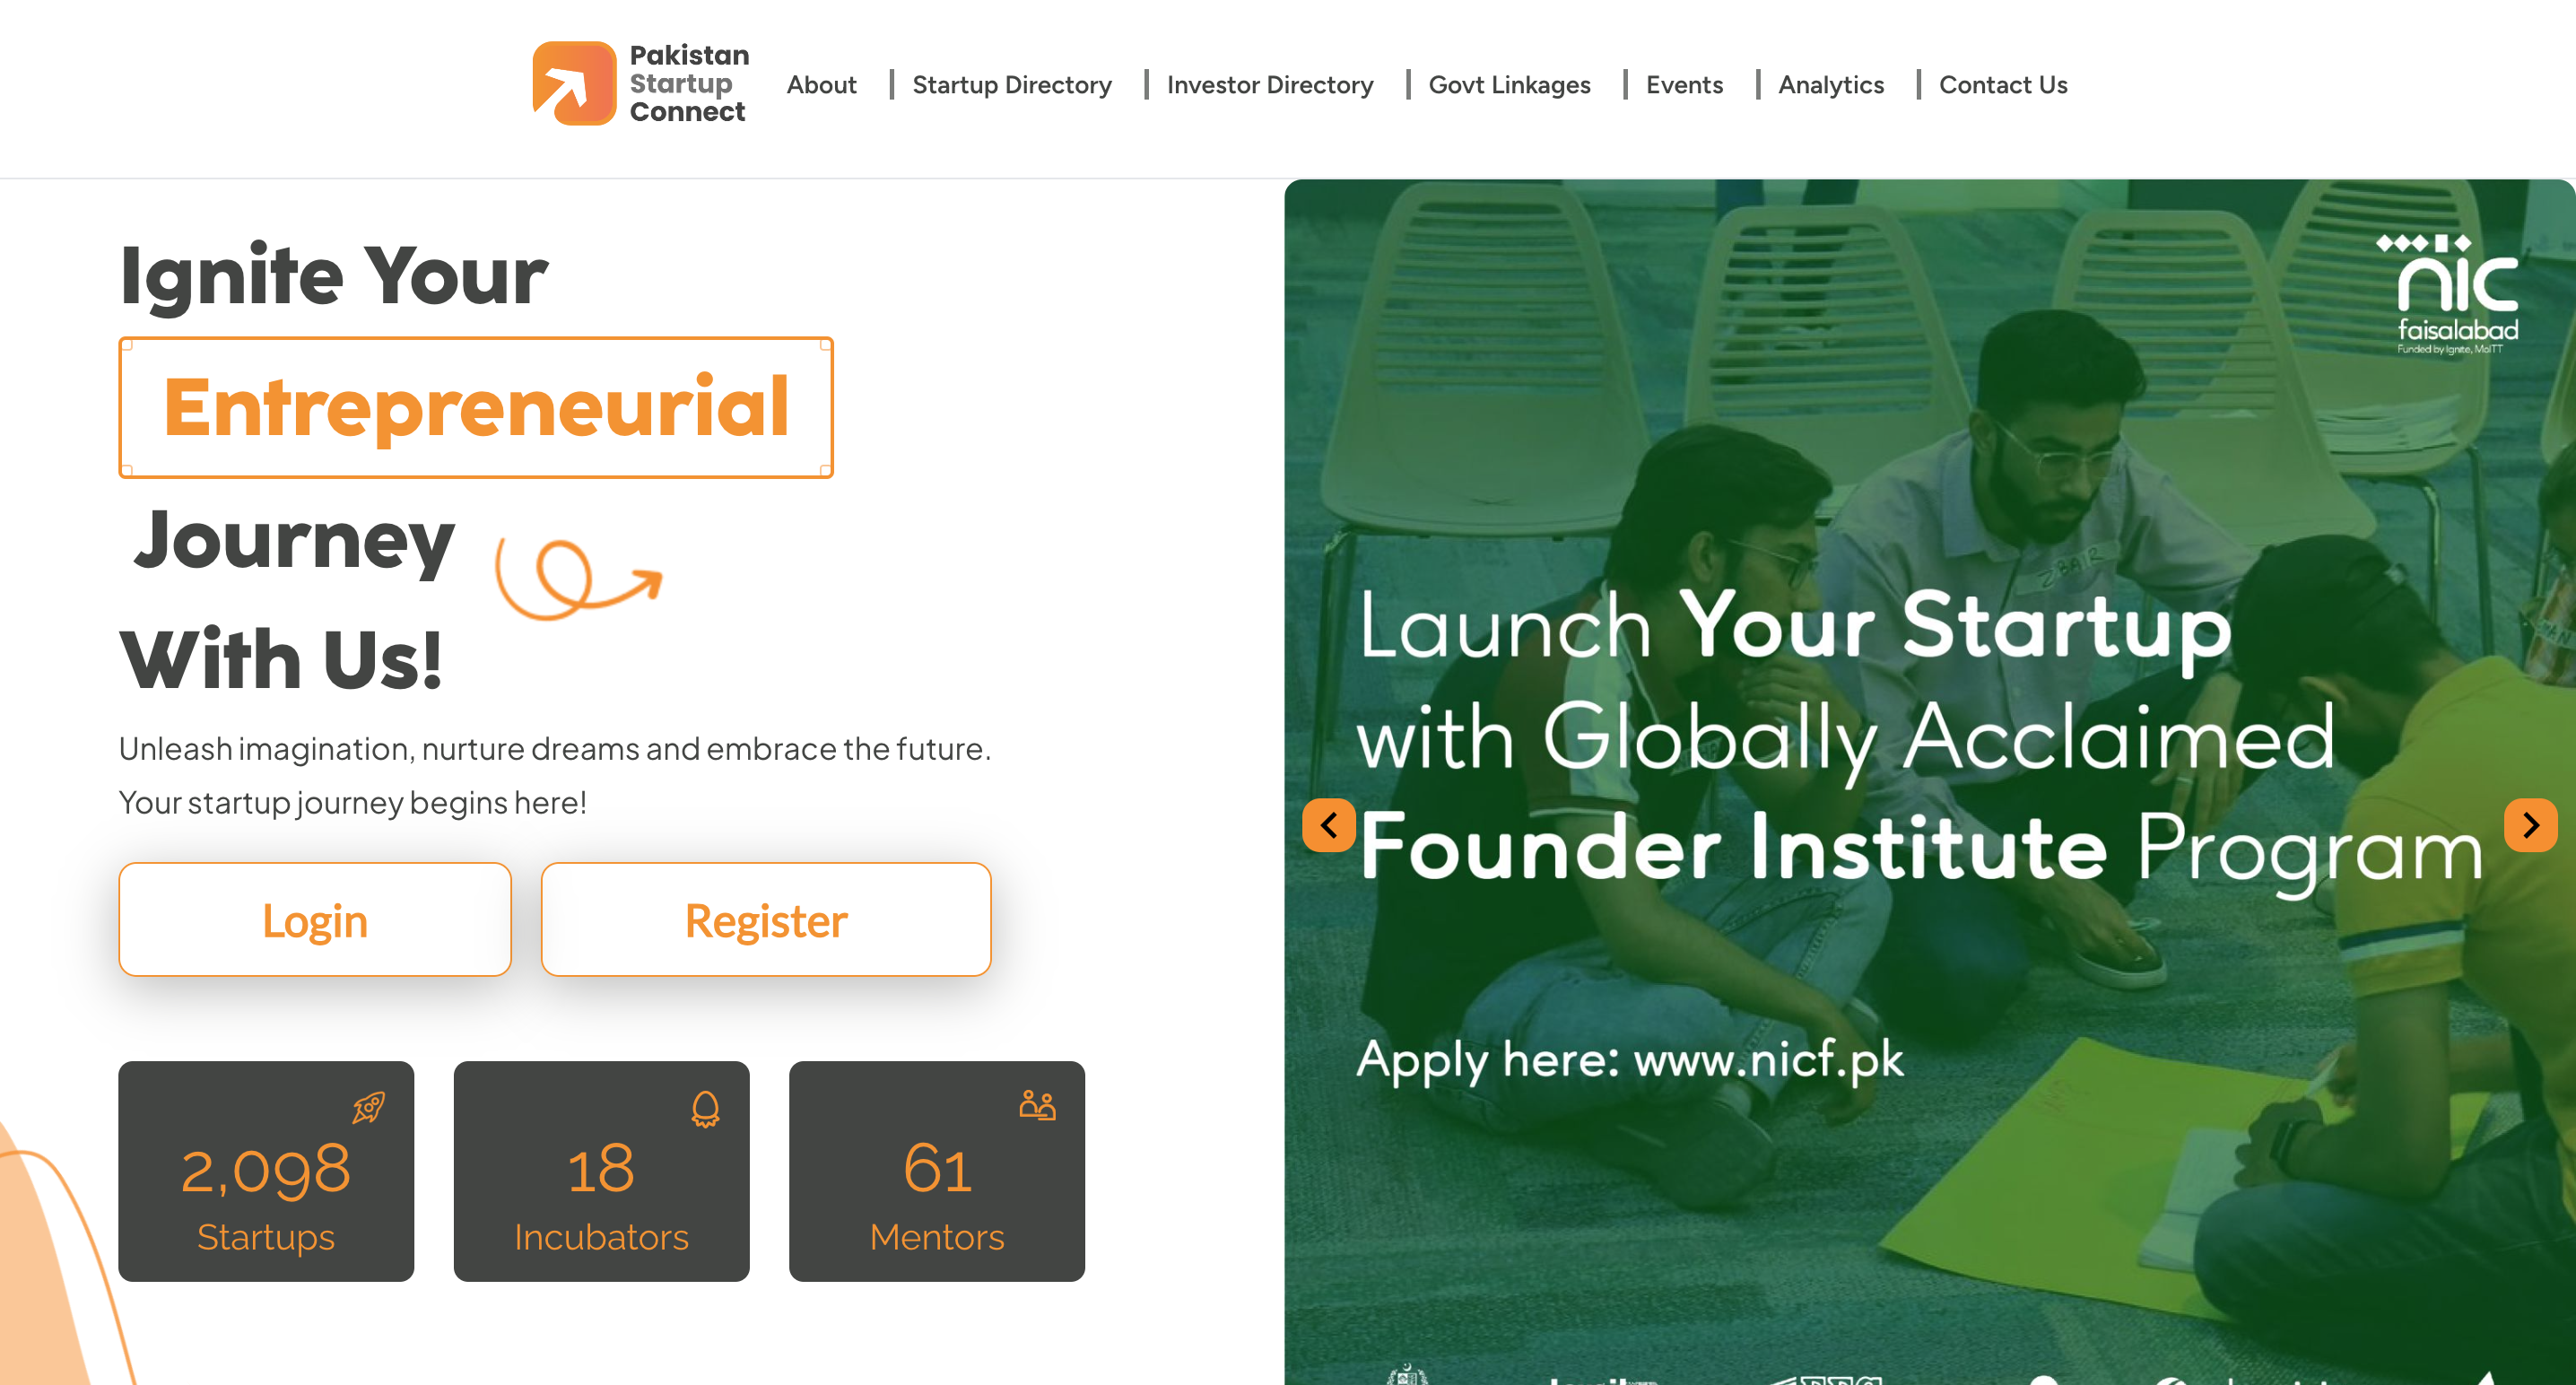 Pakistan
Startup
Connect
About
Startup Directory
Investor Directory
Govt Linkages
Events
Analytics
Contact Us
Ignite Your
Entrepreneurial
Journey
With Us!
Unleash imagination, nurture dreams and embrace the future.
Your startup journey begins here!
Login
Register
2,098
Startups
18
Incubators
61
Mentors
nic
faisalabad
Funded by Ignite, MoITT
Launch Your Startup
with Globally Acclaimed
Founder Institute Program
Apply here: www.nicf.pk